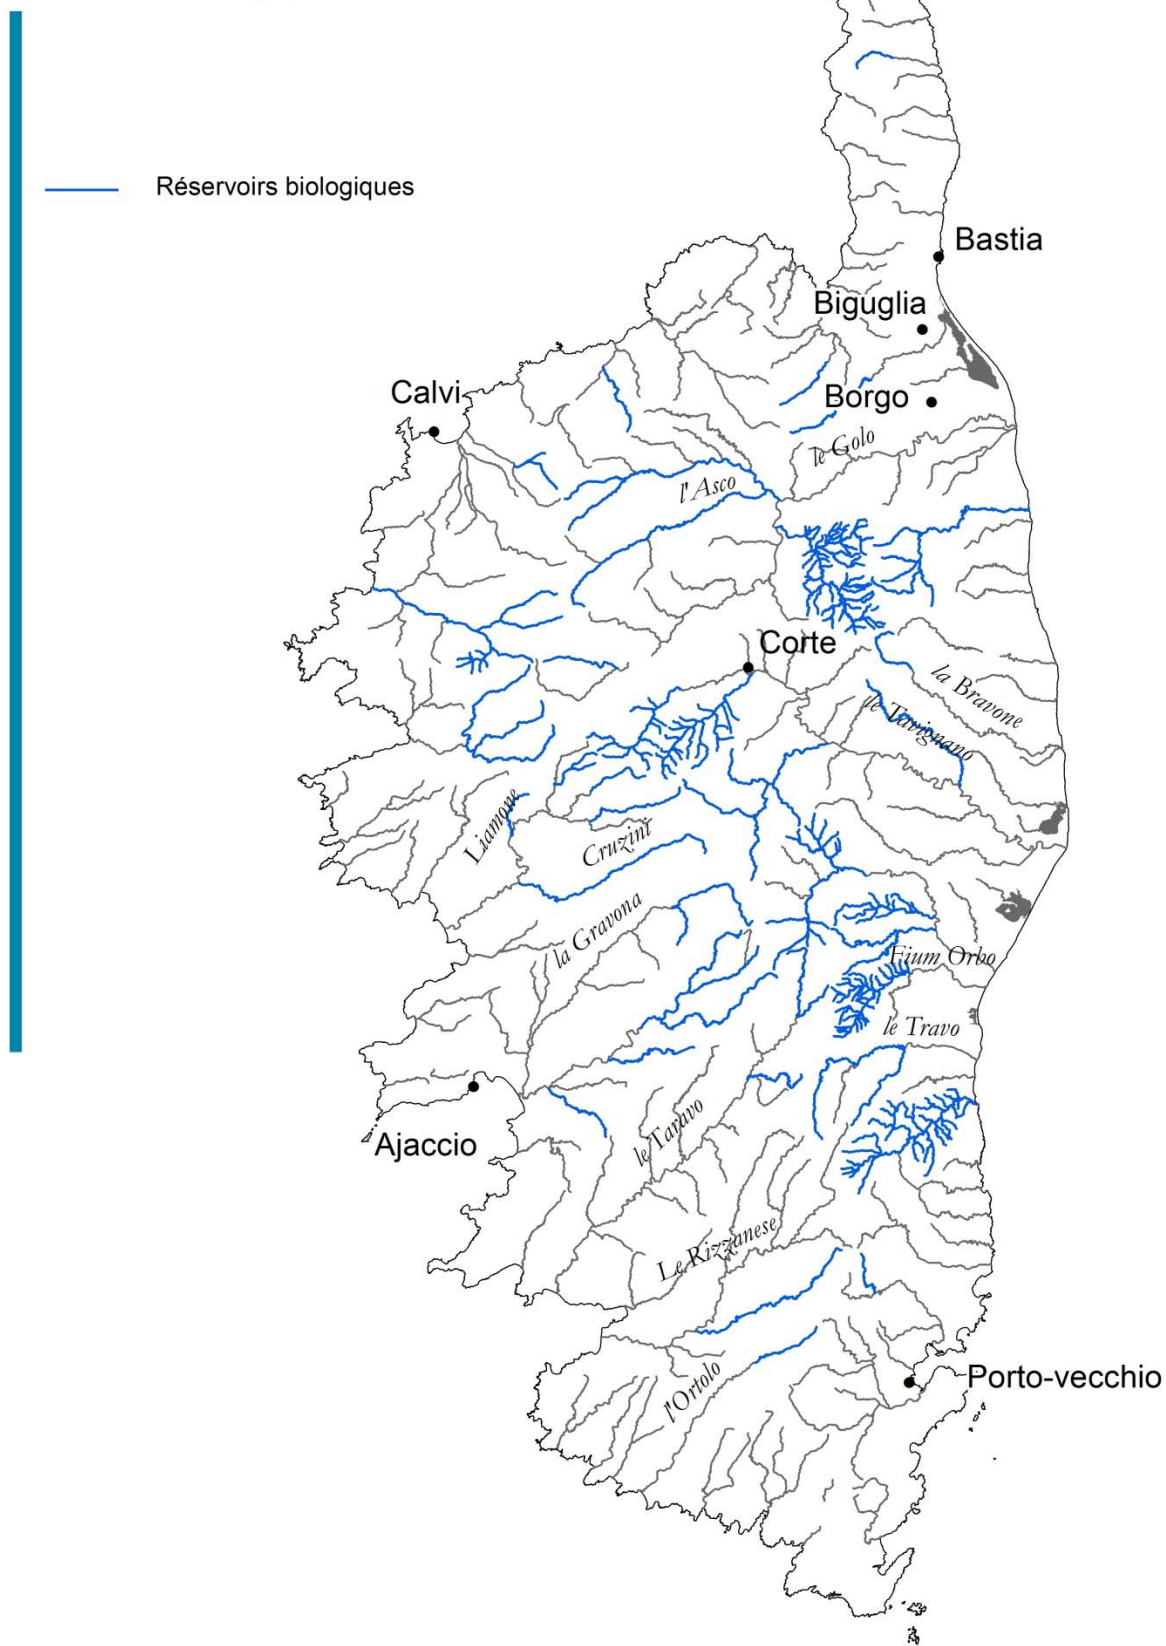 Réservoirs biologiques
Bastia
Biguglia
Calvi
Borgo
le Golo
l'Asco
Corte
la Bravone
le Tavignano
Liamone
Cruzini
la Gravona
Fium Orbo
le Travo
Ajaccio
le Taravo
Le Rizzanese
Porto-vecchio
l'Ortolo